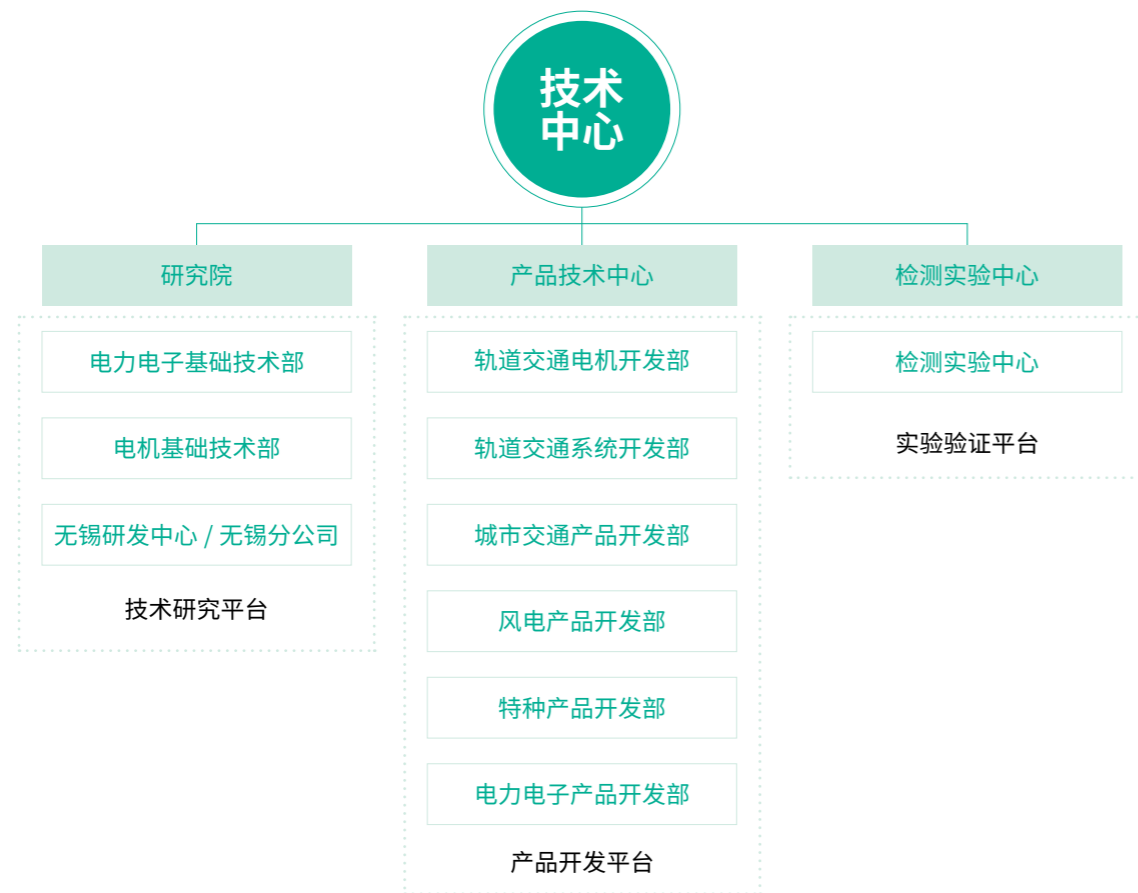 技术
中心
研究院
电力电子基础技术部
电机基础技术部
无锡研发中心 / 无锡分公司
技术研究平台
产品技术中心
轨道交通电机开发部
轨道交通系统开发部
城市交通产品开发部
风电产品开发部
特种产品开发部
电力电子产品开发部
产品开发平台
检测实验中心
检测实验中心
实验验证平台